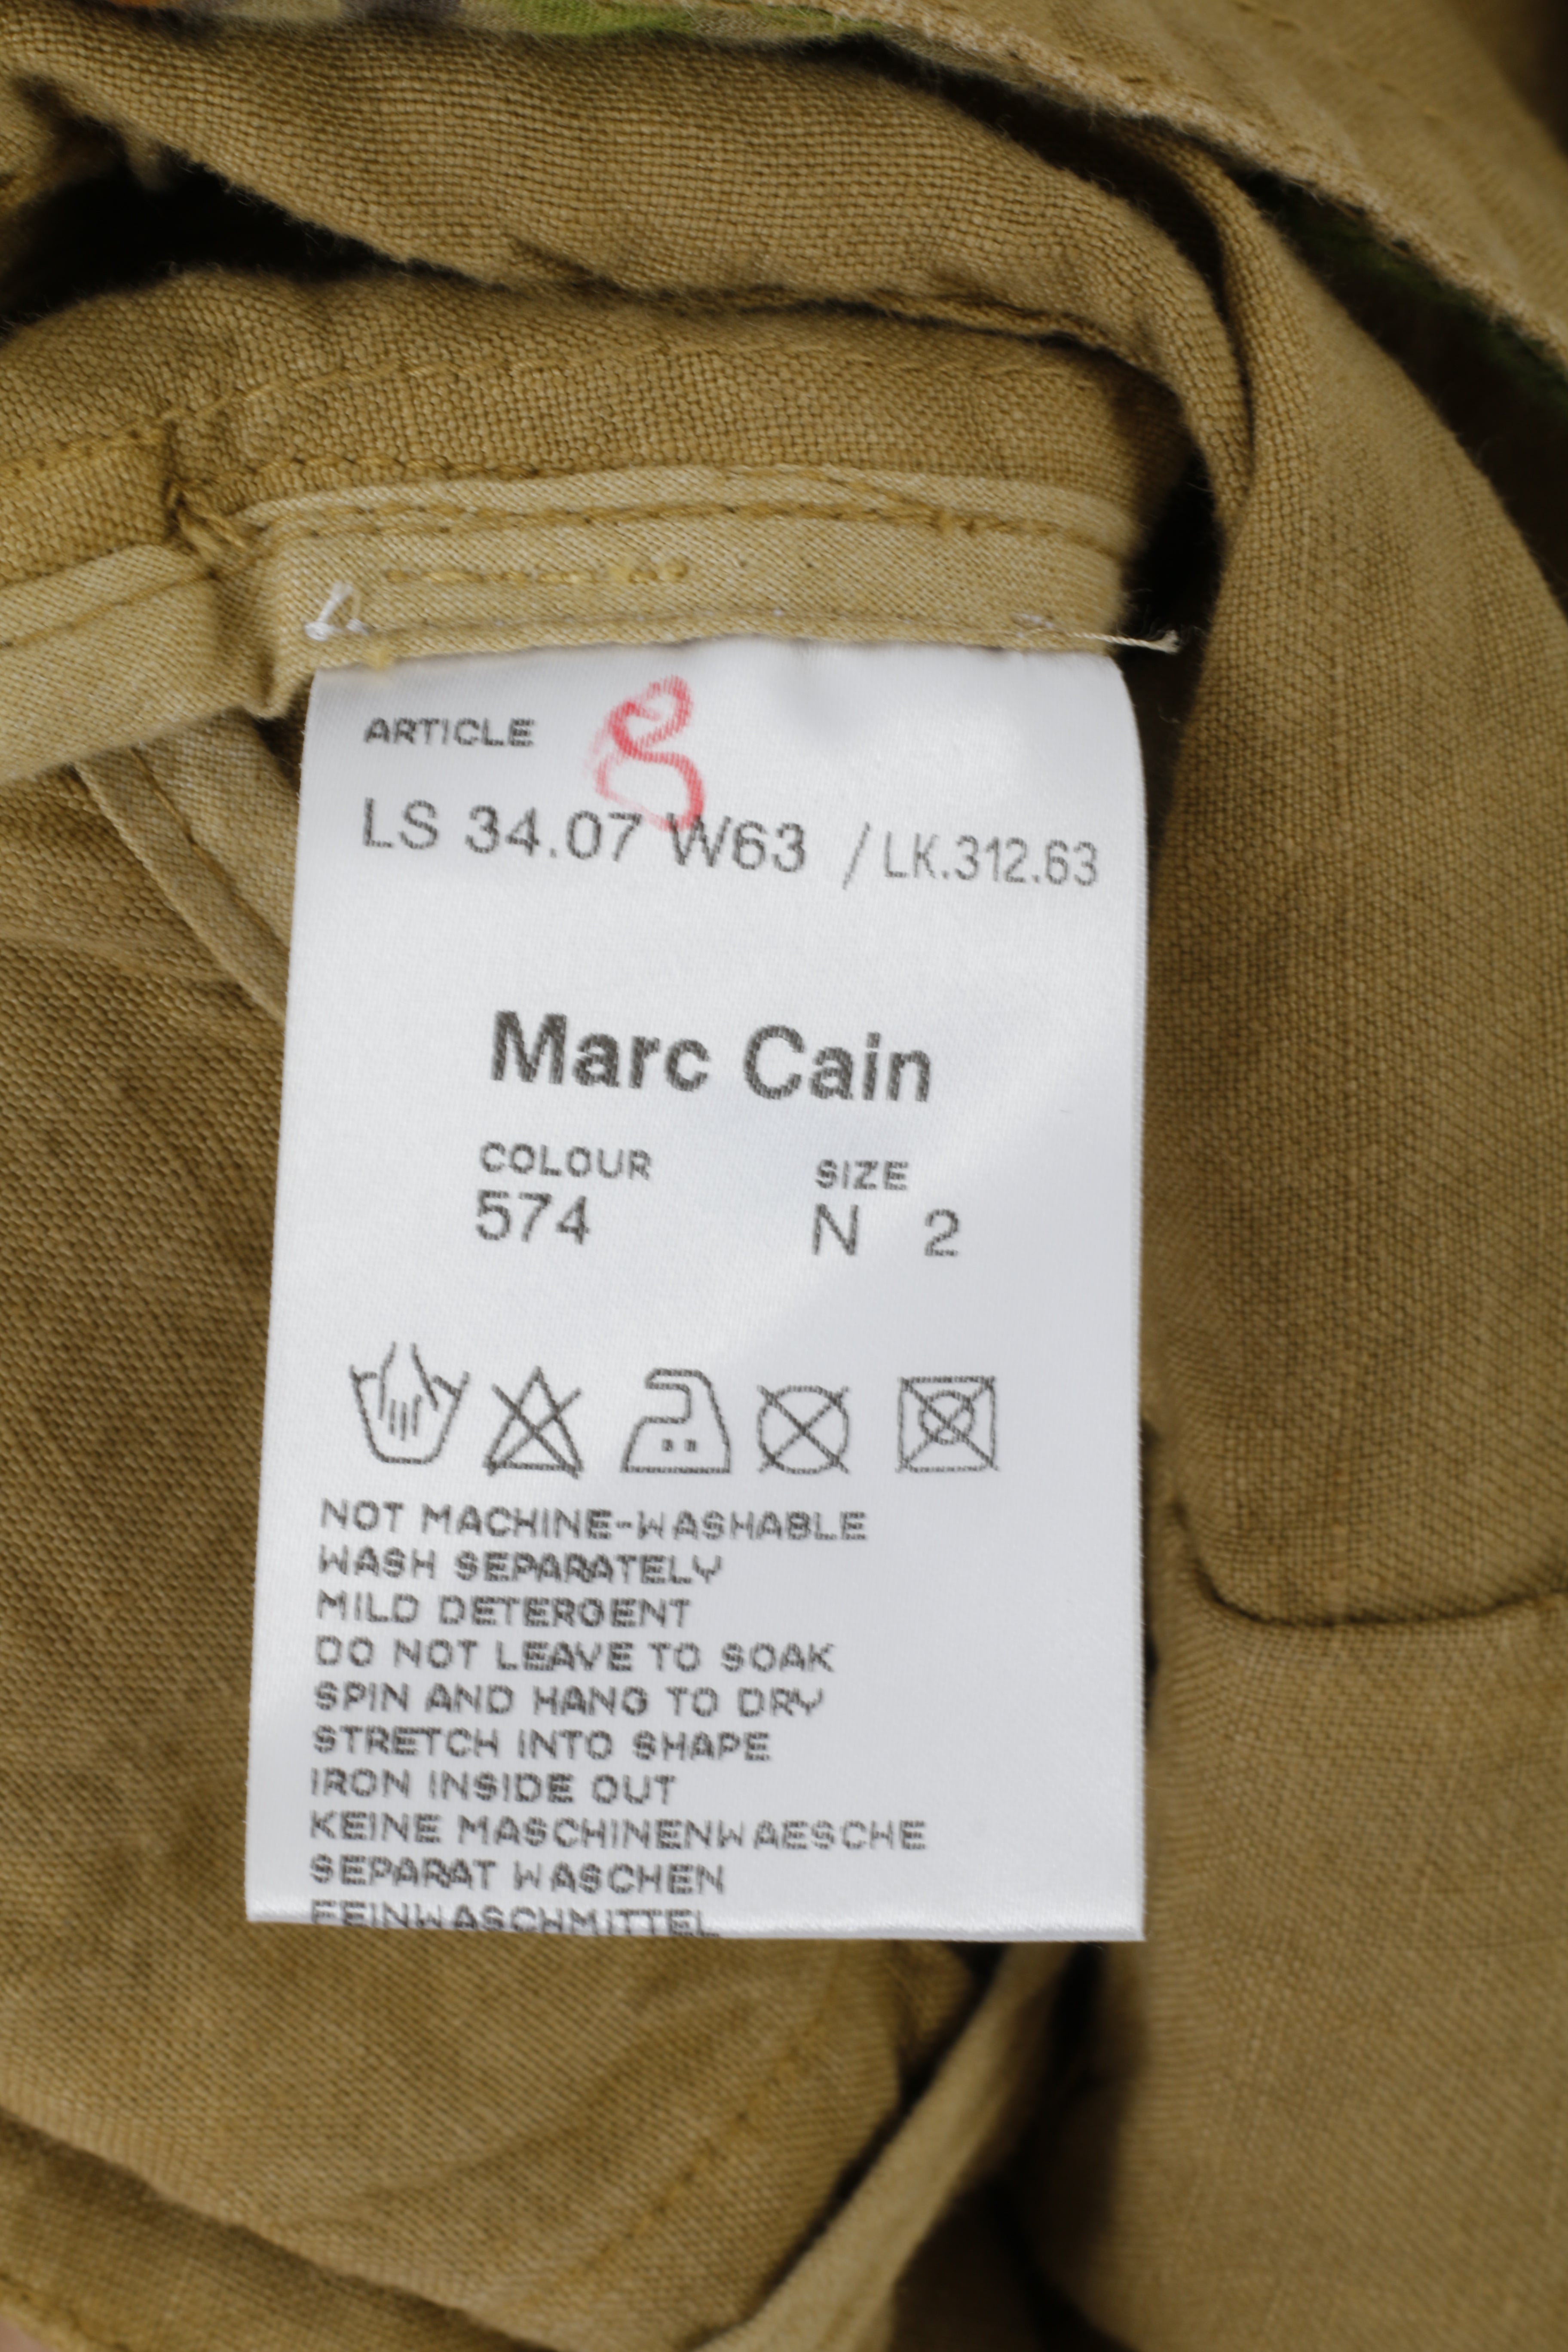 8
ARTICLE
LS 34.07 W63 / LK.312.63
Marc Cain
COLOUR SIZE
574 N 2
NOT MACHINE-WASHABLE
WASH SEPARATELY
MILD DETERGENT
DO NOT LEAVE TO SOAK
SPIN AND HANG TO DRY
STRETCH INTO SHAPE
IRON INSIDE OUT
KEINE MASCHINENWAESCHE
SEPARAT WASCHEN
FEINWASCHMITTEL